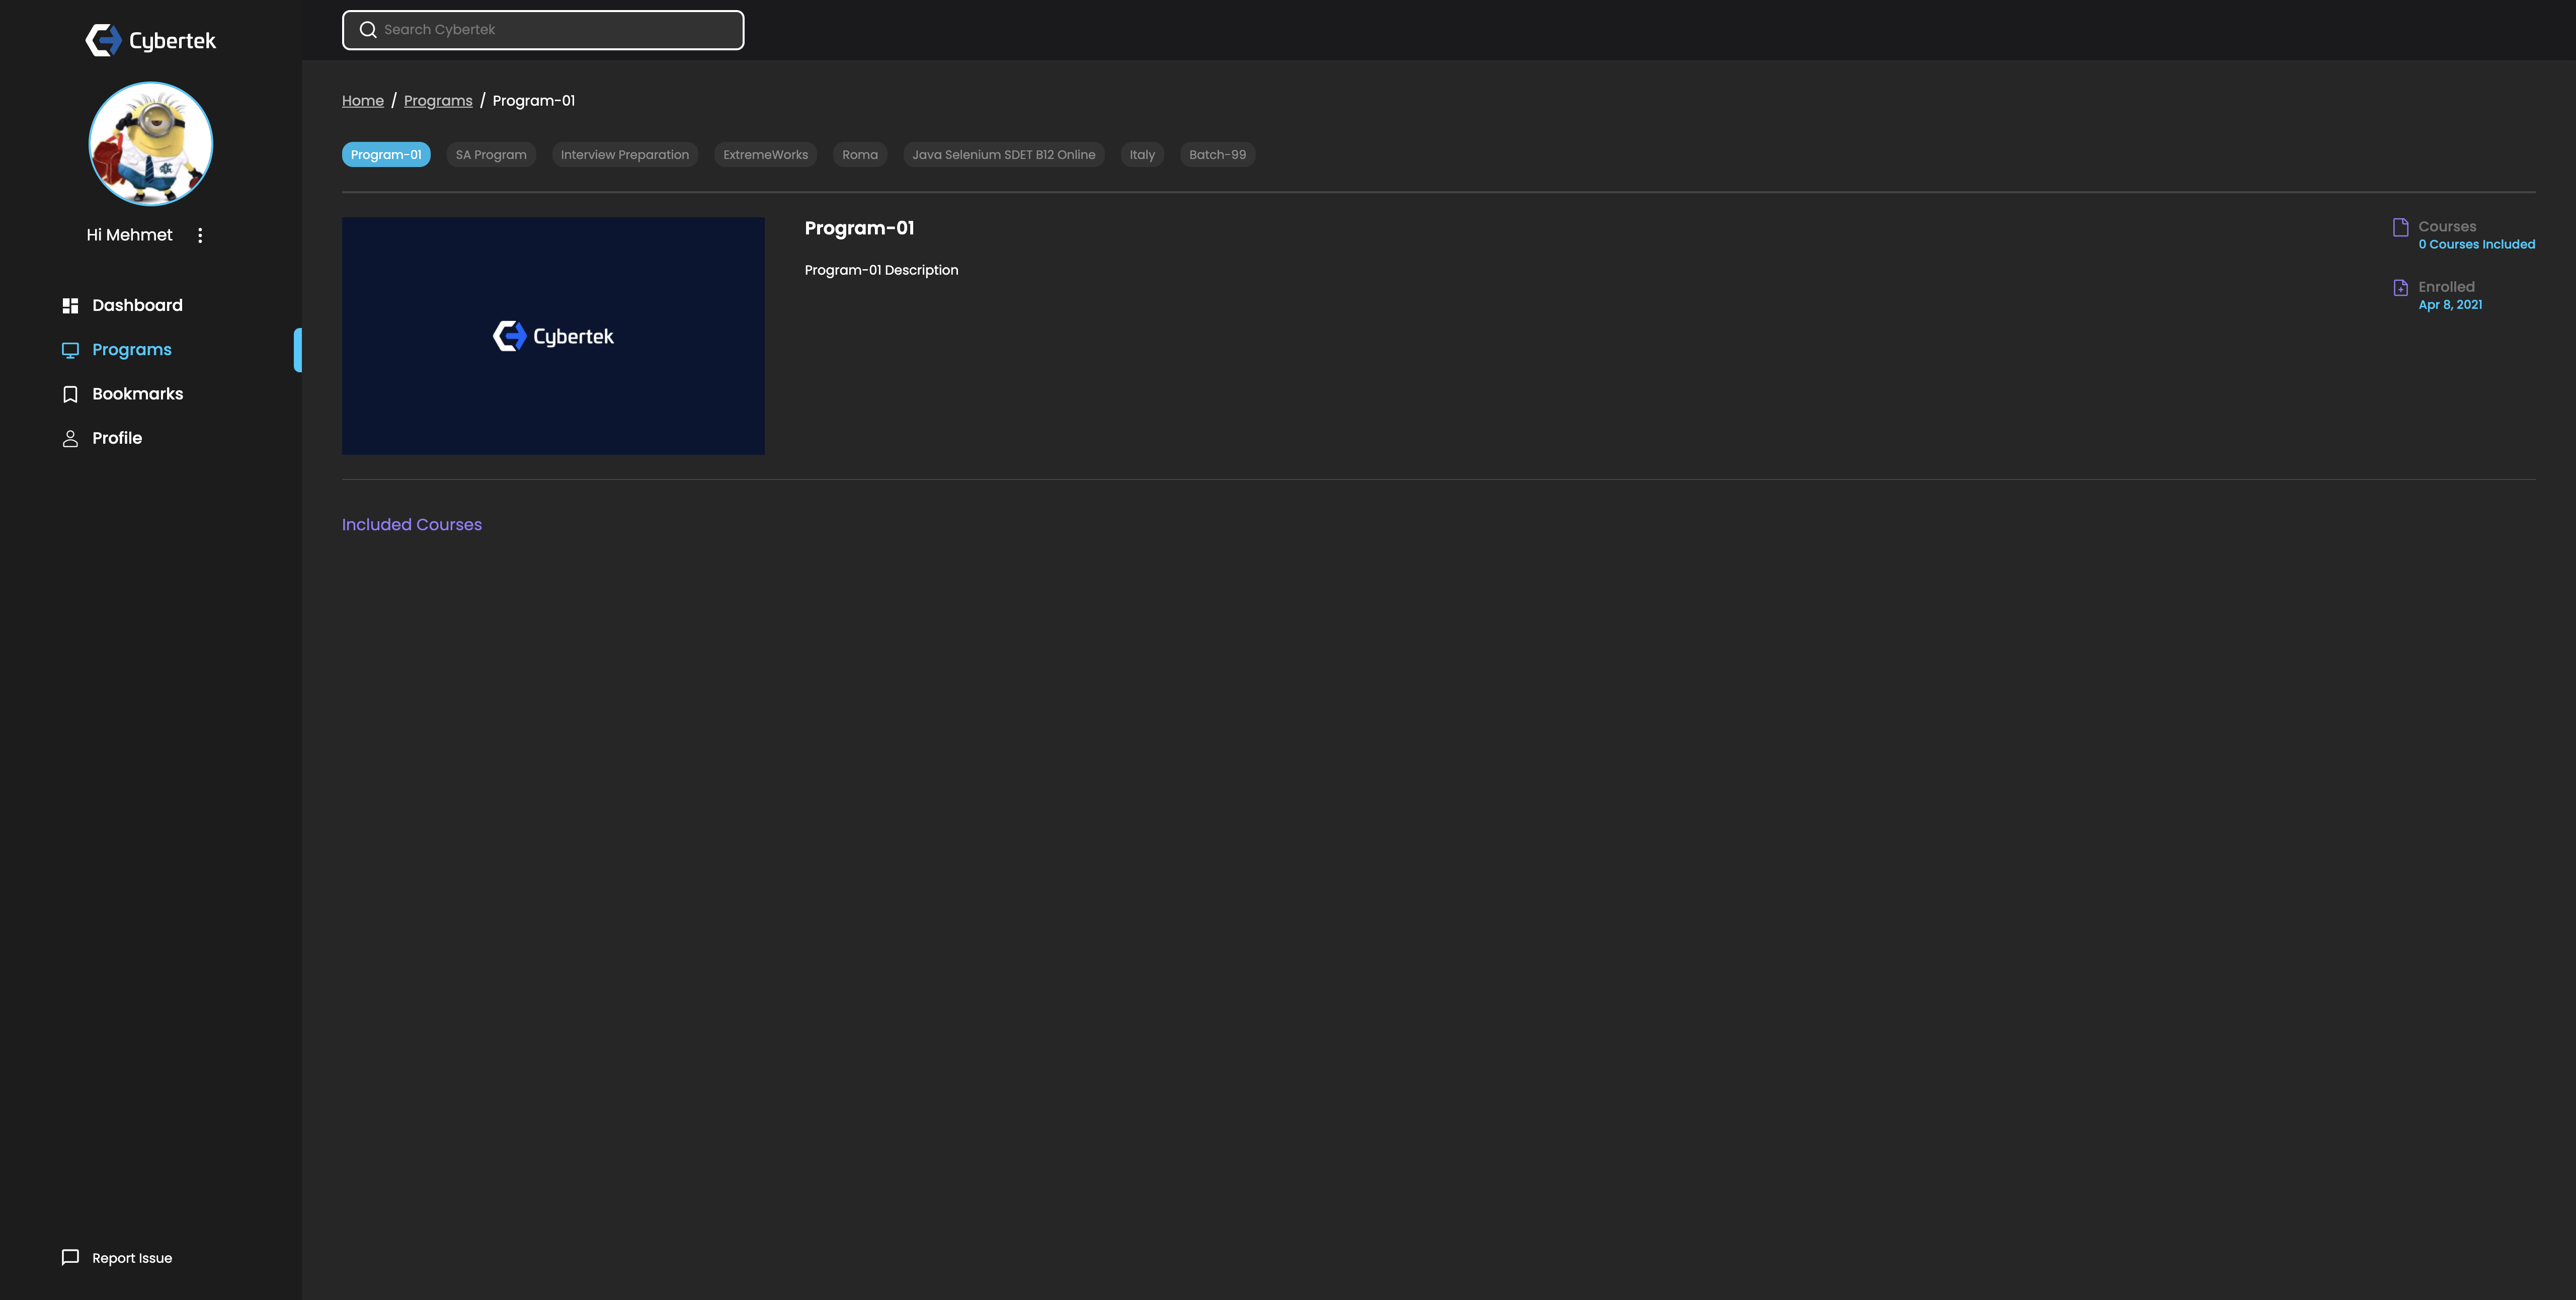 Cybertek
Hi Mehmet
Dashboard
Programs
Bookmarks
Profile
Report Issue
Search Cybertek
Home / Programs / Program-01
Program-01 SA Program Interview Preparation ExtremeWorks Roma Java Selenium SDET B12 Online Italy Batch-99
Cybertek
Program-01
Program-01 Description
Courses
0 Courses Included
Enrolled
Apr 8, 2021
Included Courses